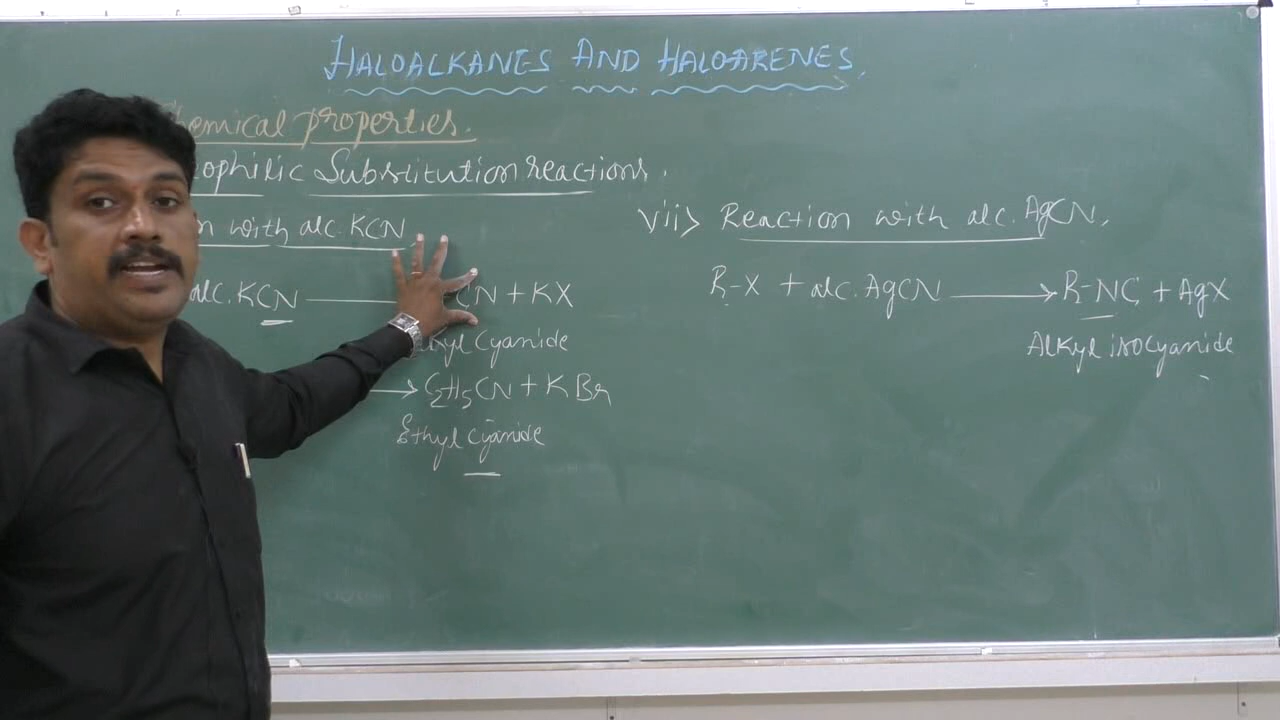 HALOALKANES AND HALOARENES
hemical properties.
ophilic Substitution reactions.
n with alc. KCN
alc. KCN → CN + KX
kyl Cyanide
→ C2H5CN + KBr
Ethyl cyanide
vii> Reaction with alc. AgCN,
R-X + alc. AgCN → R-NC + AgX
Alkyl isocyanide